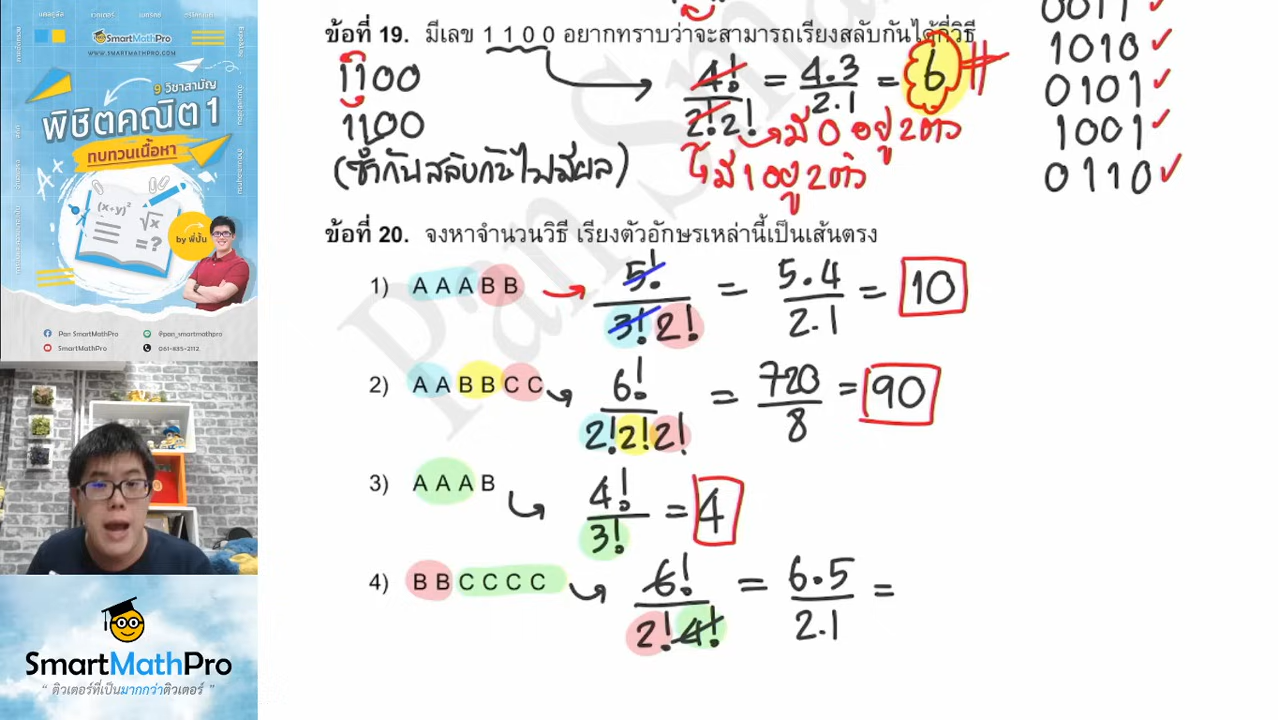 SmartMathPro
WWW.SMARTMATHPRO.COM
9 วิชาสามัญ
พิชิตคณิต 1
ทบทวนเนื้อหา
A+
(x+y)²
√x
=?
by พี่ปั้น
Pan SmartMathPro
@pan_smartmathpro
SmartMathPro
061-835-2112
SmartMathPro
“ ติวเตอร์ที่เป็นมากกว่าติวเตอร์ ”
ข้อที่ 19. มีเลข 1 1 0 0 อยากทราบว่าจะสามารถเรียงสลับกันได้กี่วิธี
1100
1100
(ซ้ำกันสลับกันไปไม่มีผล)
4!/2!2! = 4.3/2.1 = 6
มี 0 อยู่ 2 ตัว
มี 1 อยู่ 2 ตัว
0011
1010
0101
1001
0110
ข้อที่ 20. จงหาจำนวนวิธี เรียงตัวอักษรเหล่านี้เป็นเส้นตรง
1) A A A B B → 5!/3!2! = 5.4/2.1 = 10
2) A A B B C C → 6!/2!2!2! = 720/8 = 90
3) A A A B → 4!/3! = 4
4) B B C C C C → 6!/2!4! = 6.5/2.1 =